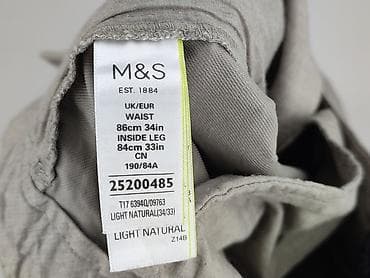 M&S
EST. 1884
UK/EUR
WAIST
86cm 34in
INSIDE LEG
84cm 33in
CN
190/84A
25200485
T17 6394Q/09763
LIGHT NATURAL(34/33)
LIGHT NATURAL
Z14B